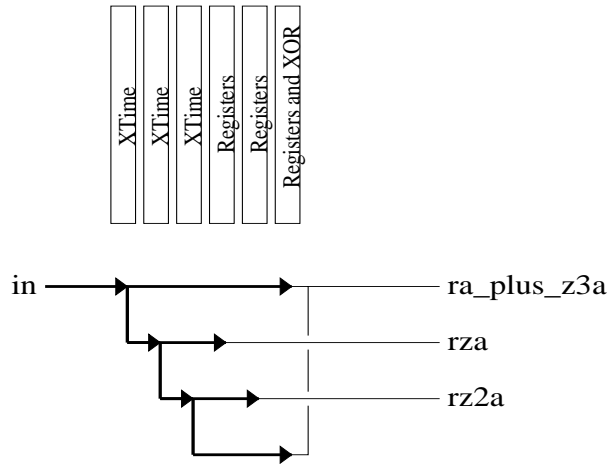 XTime
XTime
XTime
Registers
Registers
Registers and XOR
in
ra_plus_z3a
rza
rz2a